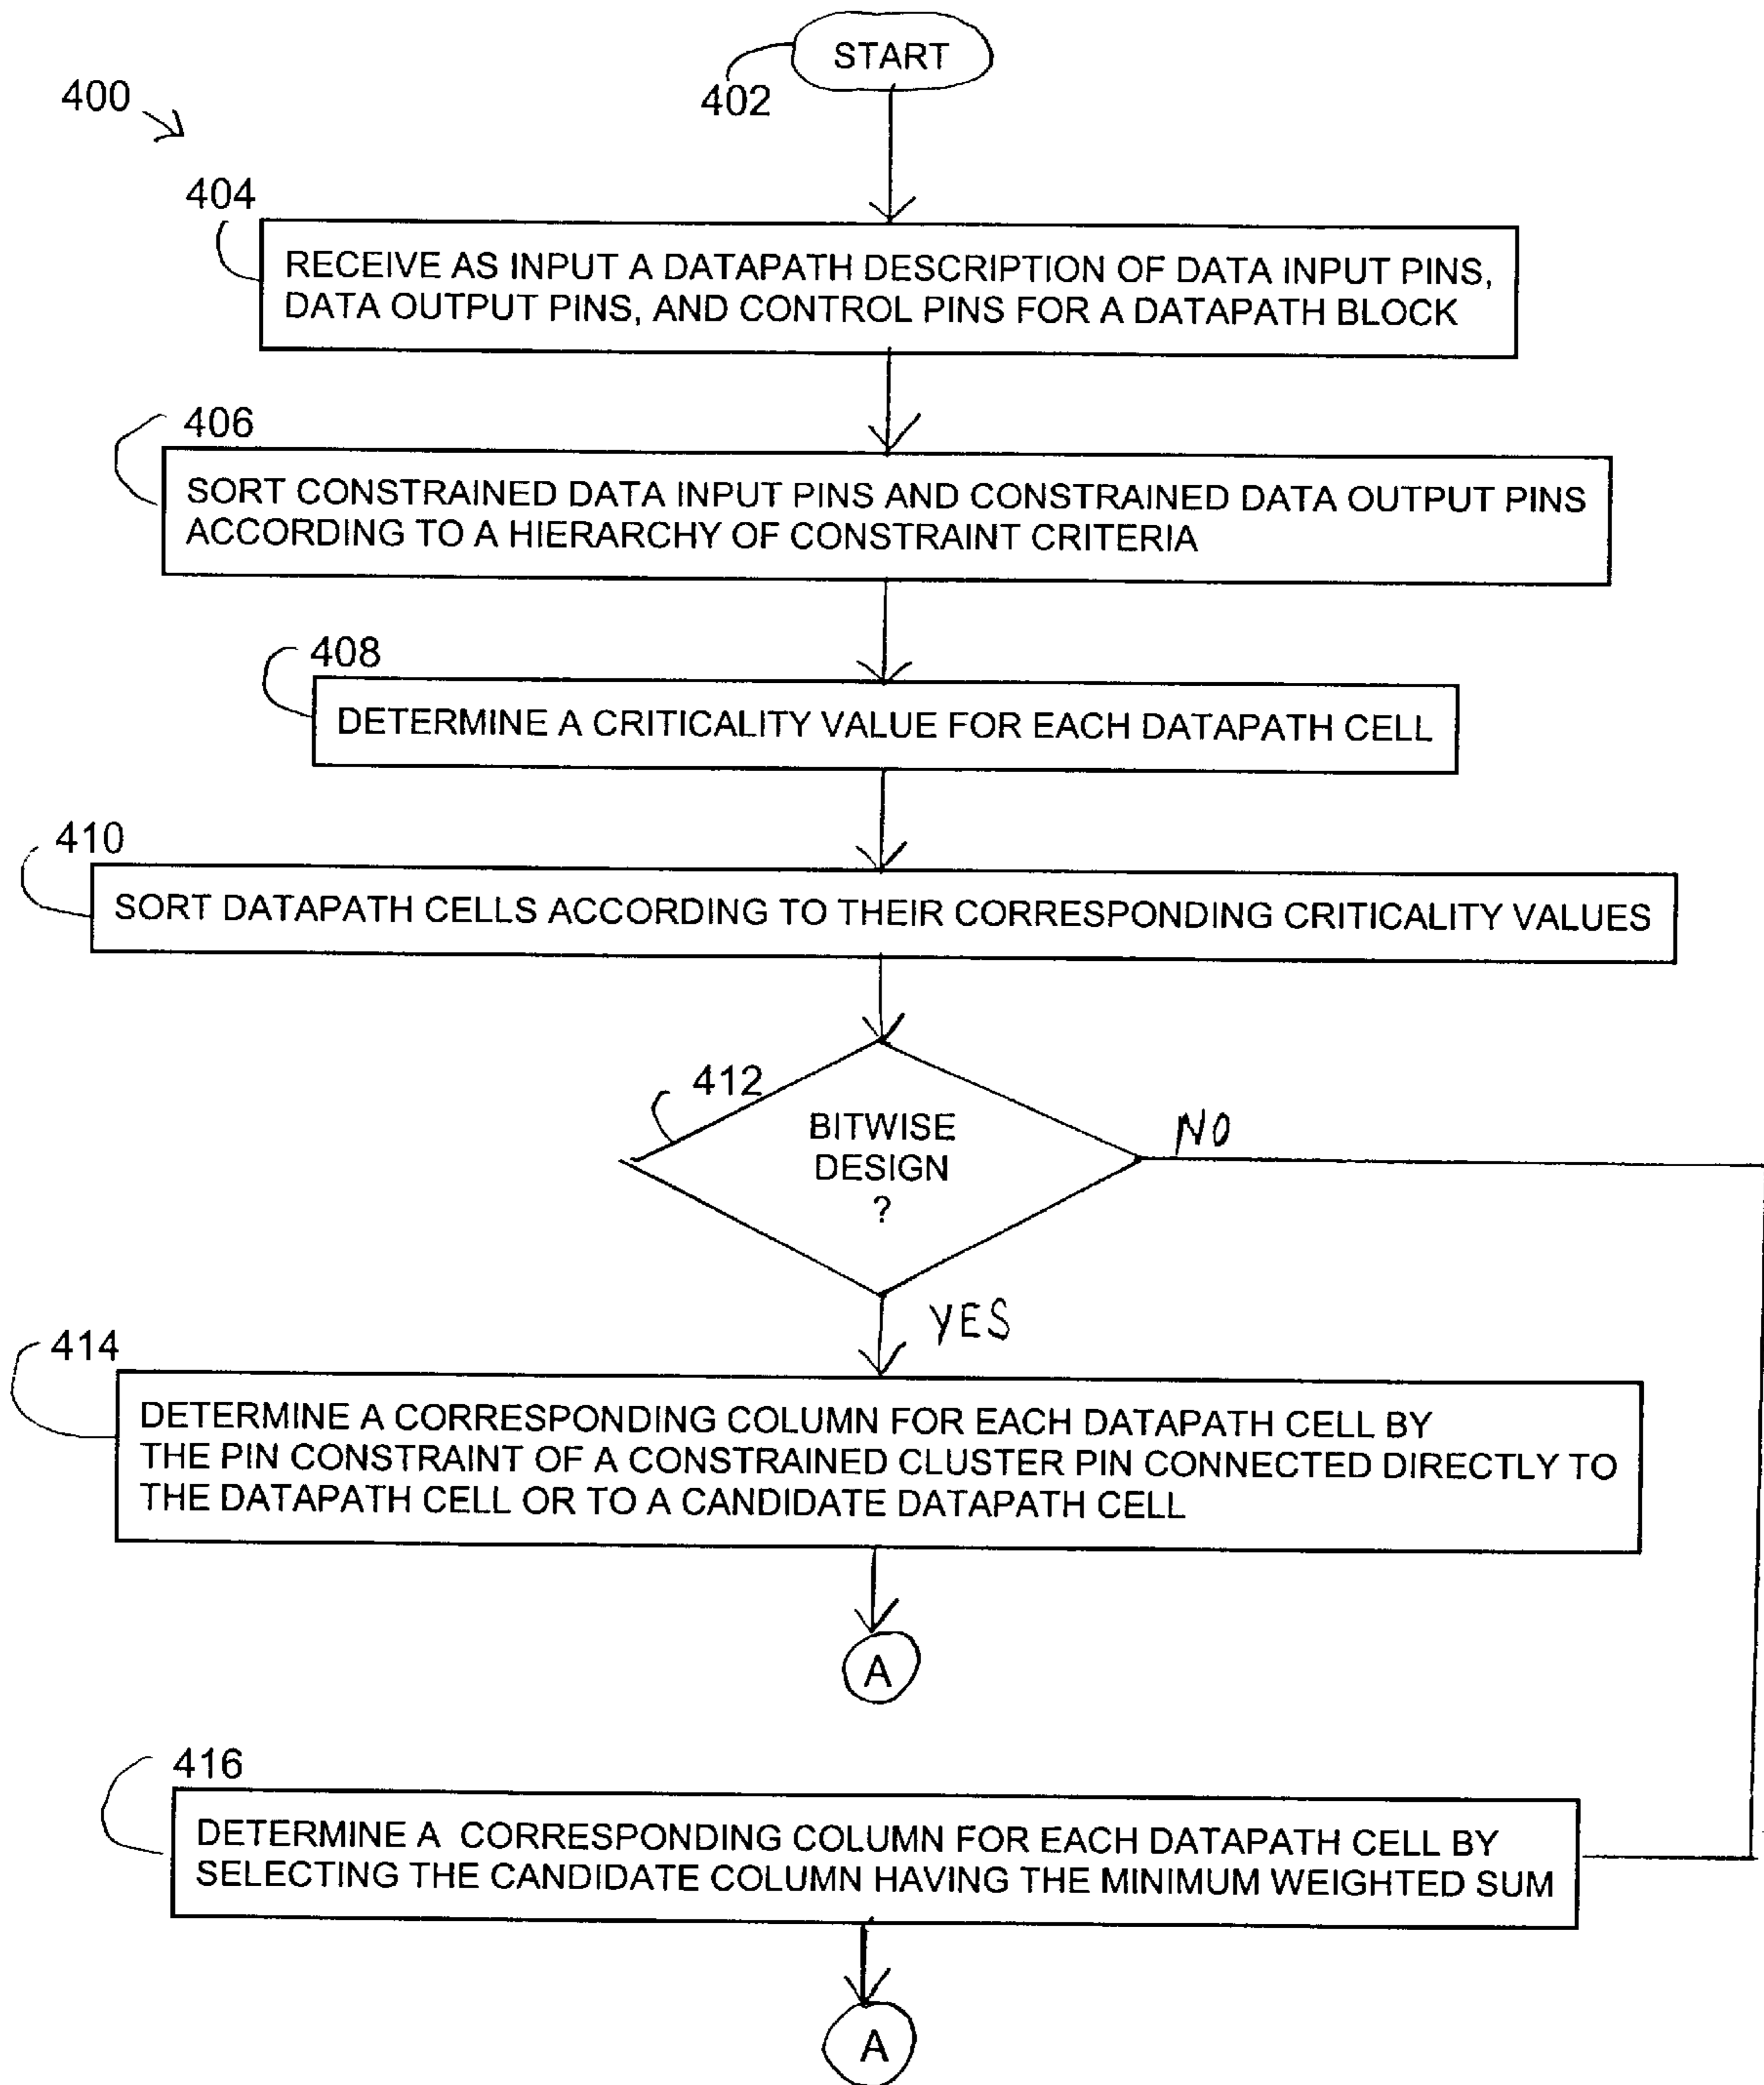 START
402
400
404
RECEIVE AS INPUT A DATAPATH DESCRIPTION OF DATA INPUT PINS,
DATA OUTPUT PINS, AND CONTROL PINS FOR A DATAPATH BLOCK
406
SORT CONSTRAINED DATA INPUT PINS AND CONSTRAINED DATA OUTPUT PINS
ACCORDING TO A HIERARCHY OF CONSTRAINT CRITERIA
408
DETERMINE A CRITICALITY VALUE FOR EACH DATAPATH CELL
410
SORT DATAPATH CELLS ACCORDING TO THEIR CORRESPONDING CRITICALITY VALUES
412
BITWISE
DESIGN
?
NO
YES
414
DETERMINE A CORRESPONDING COLUMN FOR EACH DATAPATH CELL BY
THE PIN CONSTRAINT OF A CONSTRAINED CLUSTER PIN CONNECTED DIRECTLY TO
THE DATAPATH CELL OR TO A CANDIDATE DATAPATH CELL
A
416
DETERMINE A CORRESPONDING COLUMN FOR EACH DATAPATH CELL BY
SELECTING THE CANDIDATE COLUMN HAVING THE MINIMUM WEIGHTED SUM
A